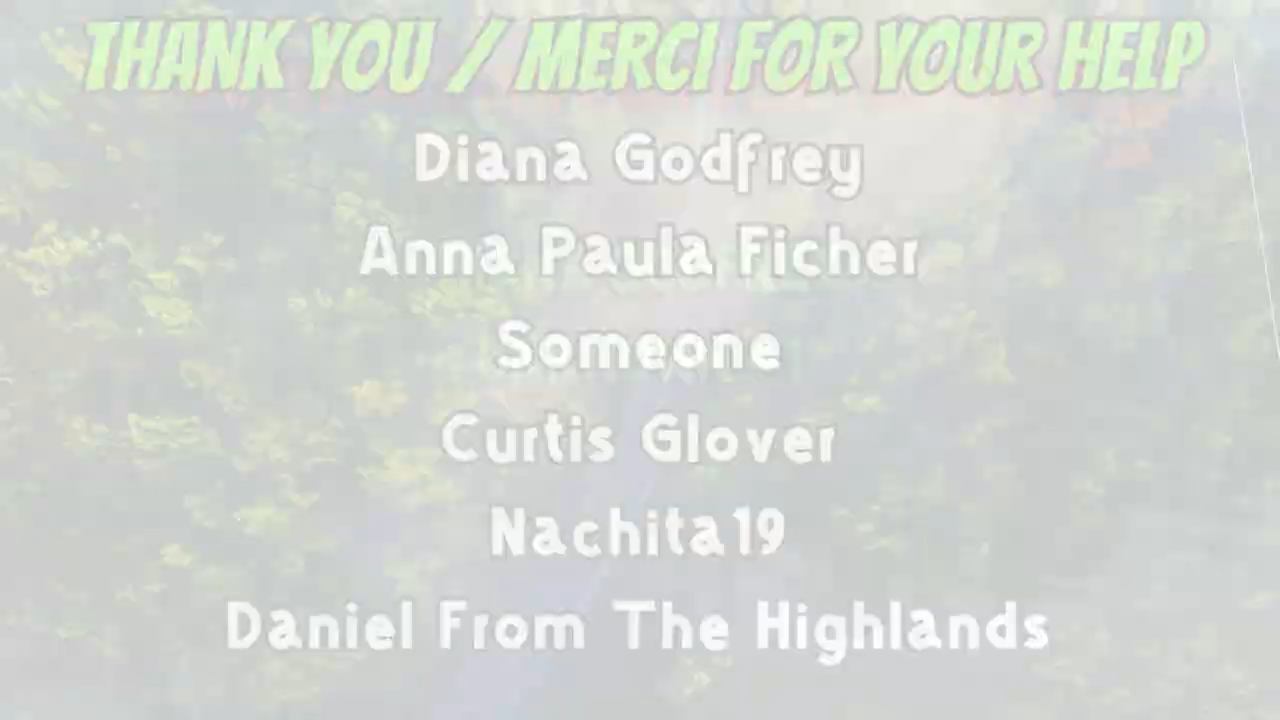 THANK YOU / MERCI FOR YOUR HELP
Diana Godfrey
Anna Paula Ficher
Someone
Curtis Glover
Nachita19
Daniel From The Highlands